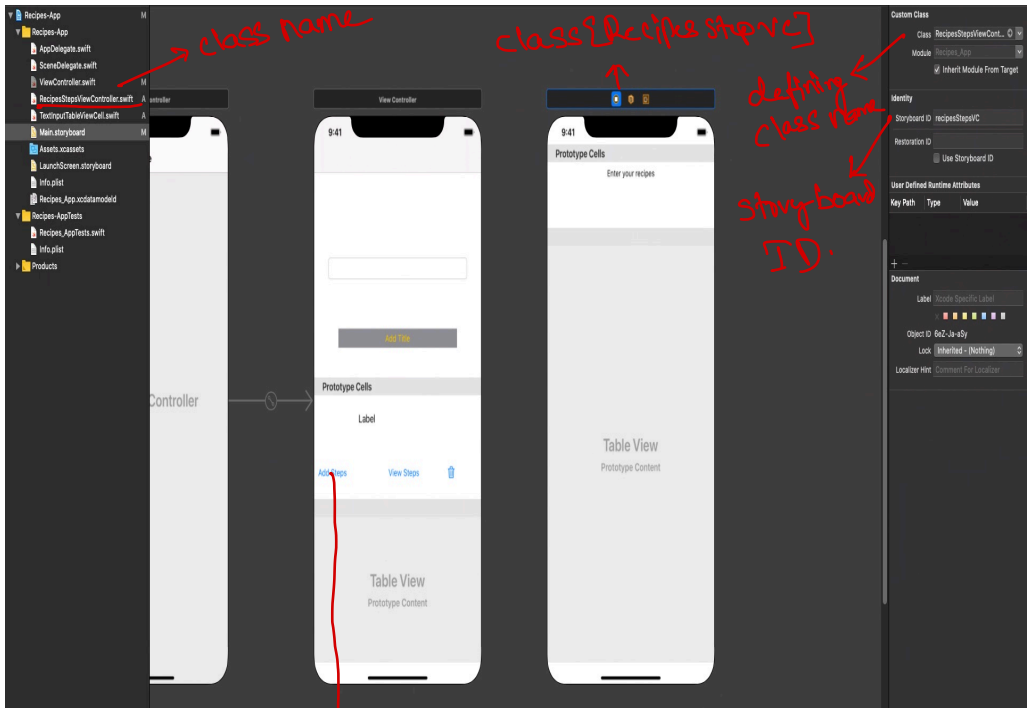 Recipes-App M
Recipes-App
AppDelegate.swift
SceneDelegate.swift
ViewController.swift M
RecipesStepsViewController.swift A
TextInputTableViewCell.swift A
Main.storyboard M
Assets.xcassets
LaunchScreen.storyboard
Info.plist
Recipes_App.xcdatamodeld
Recipes-AppTests
Recipes_AppTests.swift
Info.plist
Products
class name
ontroller
Controller
View Controller
9:41
Add Title
Prototype Cells
Label
Add Steps View Steps
Table View
Prototype Content
class [Recipes stepvc]
9:41
Prototype Cells
Enter your recipes
Table View
Prototype Content
defining
class name
story-board
ID.
Custom Class
Class RecipesStepsViewCont...
Module Recipes_App
Inherit Module From Target
Identity
Storyboard ID recipesStepsVC
Restoration ID
Use Storyboard ID
User Defined Runtime Attributes
Key Path Type Value
+ −
Document
Label Xcode Specific Label
X
Object ID 6eZ-Ja-aSy
Lock Inherited - (Nothing)
Localizer Hint Comment For Localizer